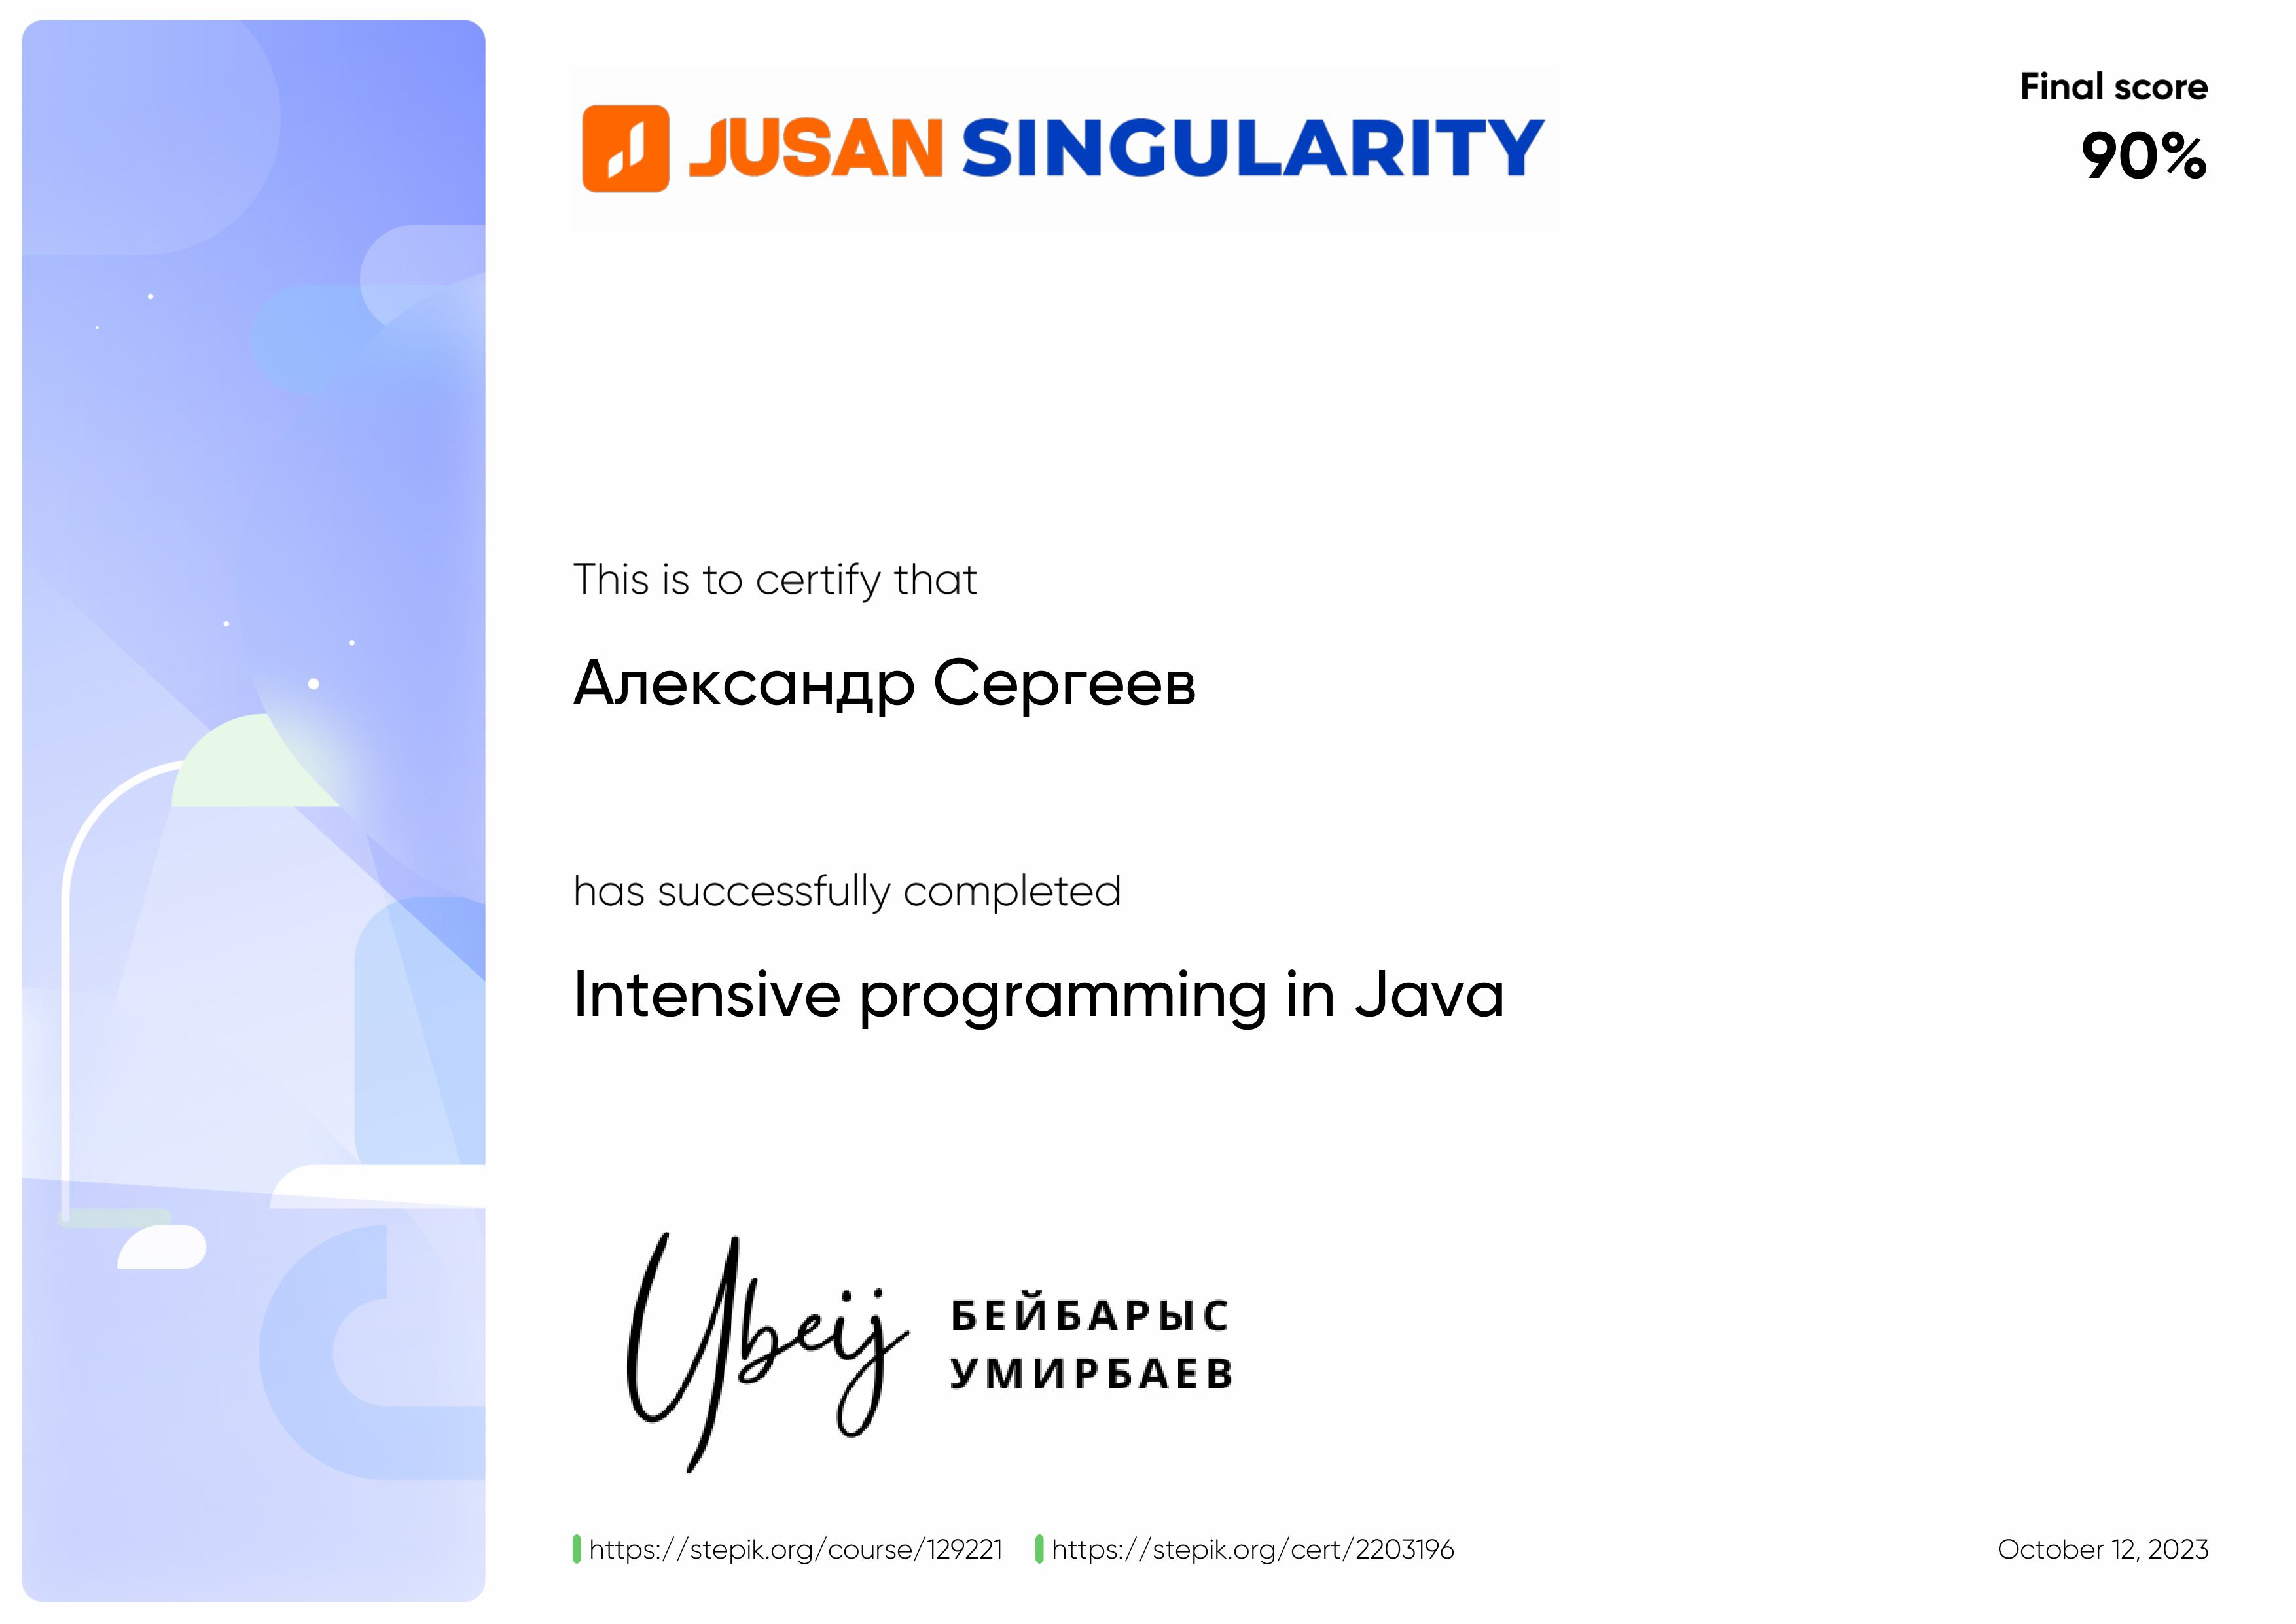 JUSAN SINGULARITY
Final score
90%
This is to certify that
Александр Сергеев
has successfully completed
Intensive programming in Java
БЕЙБАРЫС
УМИРБАЕВ
https://stepik.org/course/129221 https://stepik.org/cert/2203196
October 12, 2023